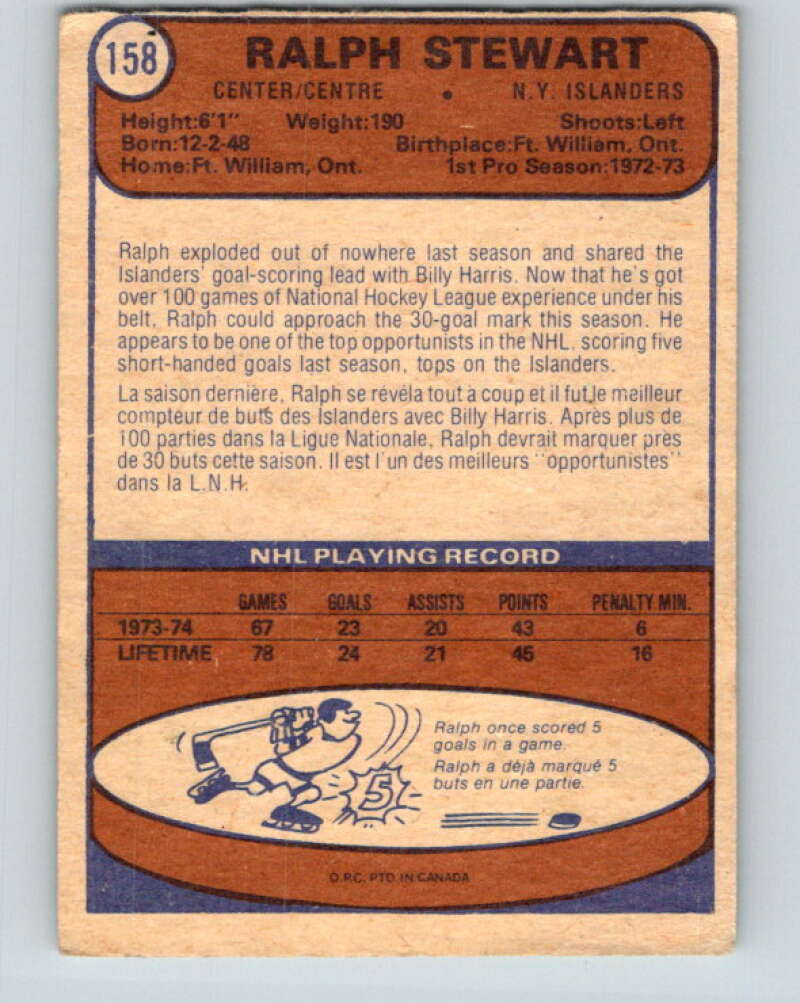 158
RALPH STEWART
CENTER/CENTRE • N.Y. ISLANDERS
Height:6'1" Weight:190 Shoots:Left
Born:12-2-48 Birthplace:Ft. William, Ont.
Home:Ft. William, Ont. 1st Pro Season:1972-73
Ralph exploded out of nowhere last season and shared the
Islanders' goal-scoring lead with Billy Harris. Now that he's got
over 100 games of National Hockey League experience under his
belt, Ralph could approach the 30-goal mark this season. He
appears to be one of the top opportunists in the NHL, scoring five
short-handed goals last season, tops on the Islanders.
La saison dernière, Ralph se révéla tout à coup et il fut le meilleur
compteur de buts des Islanders avec Billy Harris. Après plus de
100 parties dans la Ligue Nationale, Ralph devrait marquer près
de 30 buts cette saison. Il est l'un des meilleurs "opportunistes"
dans la L.N.H.
NHL PLAYING RECORD
GAMES GOALS ASSISTS POINTS PENALTY MIN.
1973-74 67 23 20 43 6
LIFETIME 78 24 21 45 16
Ralph once scored 5
goals in a game.
Ralph a déjà marqué 5
buts en une partie.
5
O.P.C. PTD IN CANADA